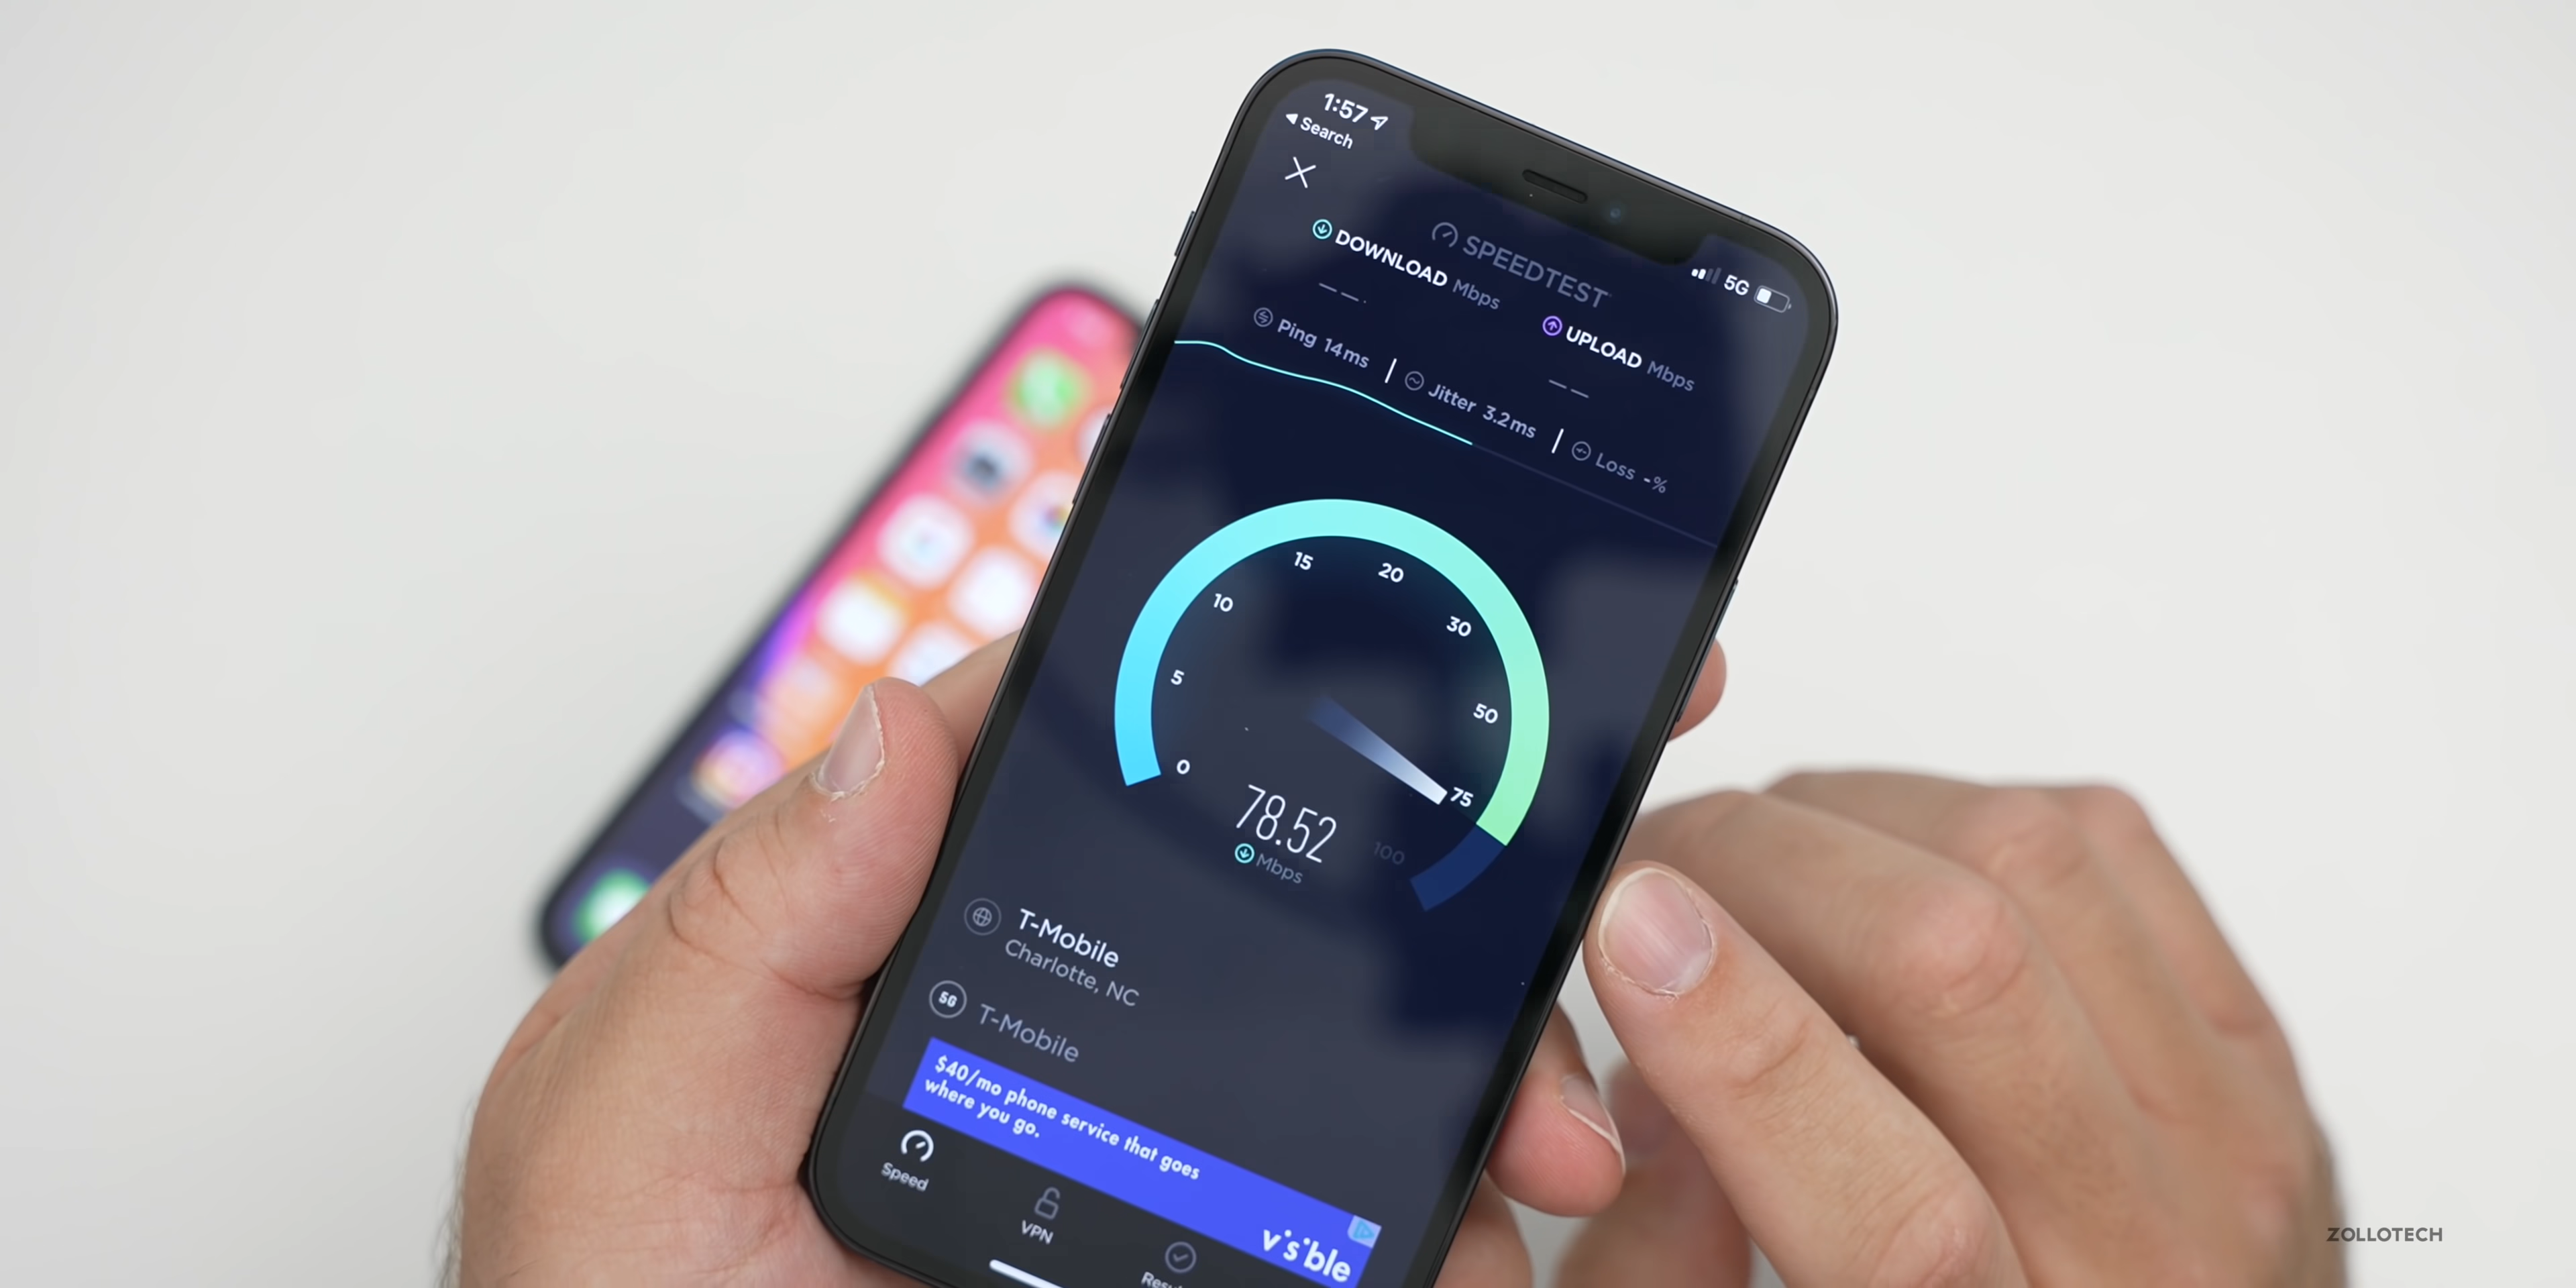 1:57
Search
SPEEDTEST
5G
DOWNLOAD Mbps
UPLOAD Mbps
Ping 14ms
Jitter 3.2ms
Loss -%
0
5
10
15
20
30
50
75
100
78.52
Mbps
T-Mobile
Charlotte, NC
5G
T-Mobile
$40/mo phone service that goes
where you go.
visible
Speed
VPN
ZOLLOTECH